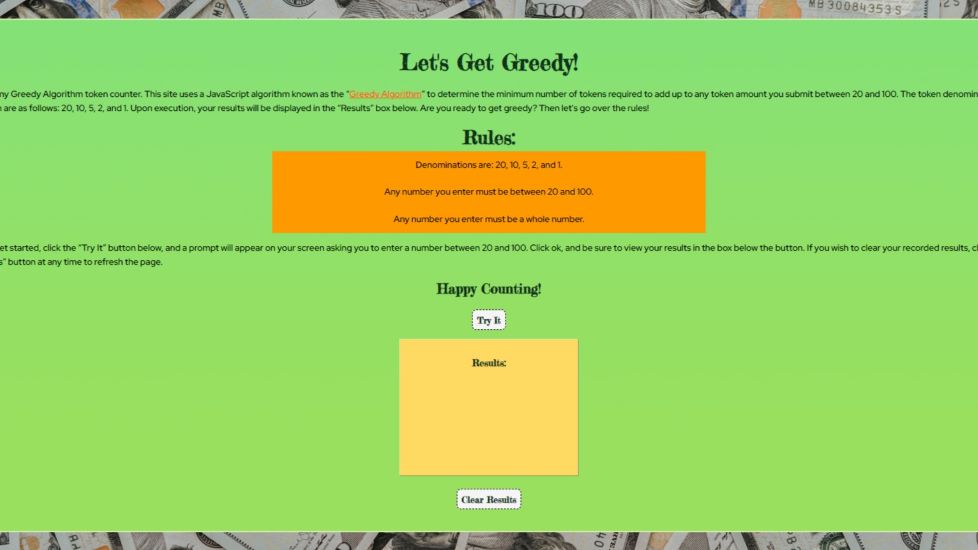 100
MB 30084353 S
Let's Get Greedy!
my Greedy Algorithm token counter. This site uses a JavaScript algorithm known as the "Greedy Algorithm" to determine the minimum number of tokens required to add up to any token amount you submit between 20 and 100. The token
are as follows: 20, 10, 5, 2, and 1. Upon execution, your results will be displayed in the "Results" box below. Are you ready to get greedy? Then let's go over the rules!
Rules:
Denominations are: 20, 10, 5, 2, and 1.
Any number you enter must be between 20 and 100.
Any number you enter must be a whole number.
et started, click the "Try It" button below, and a prompt will appear on your screen asking you to enter a number between 20 and 100. Click ok, and be sure to view your results in the box below the button. If you wish to clear your recorded results,
s" button at any time to refresh the page.
Happy Counting!
Try It
Results:
Clear Results